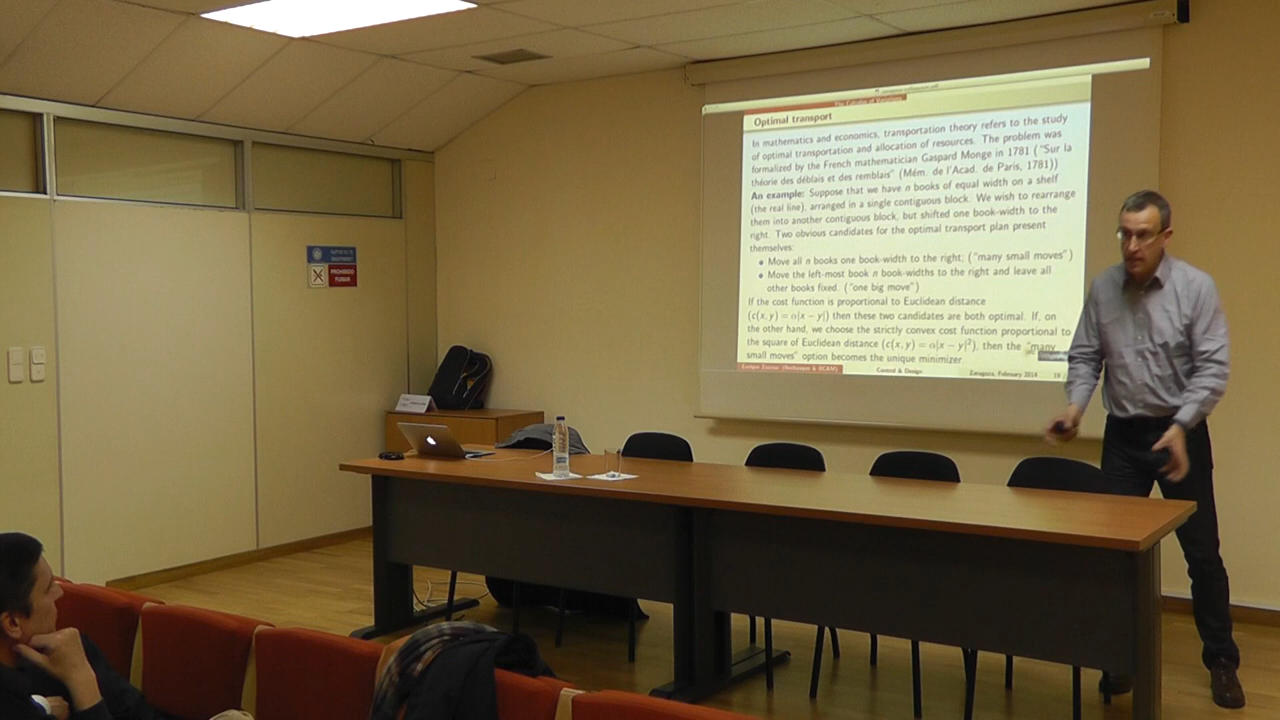 The Calculus of Variations
Optimal transport
In mathematics and economics, transportation theory refers to the study
of optimal transportation and allocation of resources. The problem was
formalized by the French mathematician Gaspard Monge in 1781 ("Sur la
théorie des déblais et des remblais" (Mém. de l'Acad. de Paris, 1781))
An example: Suppose that we have n books of equal width on a shelf
(the real line), arranged in a single contiguous block. We wish to rearrange
them into another contiguous block, but shifted one book-width to the
right. Two obvious candidates for the optimal transport plan present
themselves:
• Move all n books one book-width to the right; ("many small moves")
• Move the left-most book n book-widths to the right and leave all
other books fixed. ("one big move")
If the cost function is proportional to Euclidean distance
(c(x, y) = α|x − y|) then these two candidates are both optimal. If, on
the other hand, we choose the strictly convex cost function proportional to
the square of Euclidean distance (c(x, y) = α|x − y|²), then the "many
small moves" option becomes the unique minimizer.
Enrique Zuazua (Ikerbasque & BCAM) Control & Design Zaragoza, February 2014 19
PROHIBIDO
FUMAR